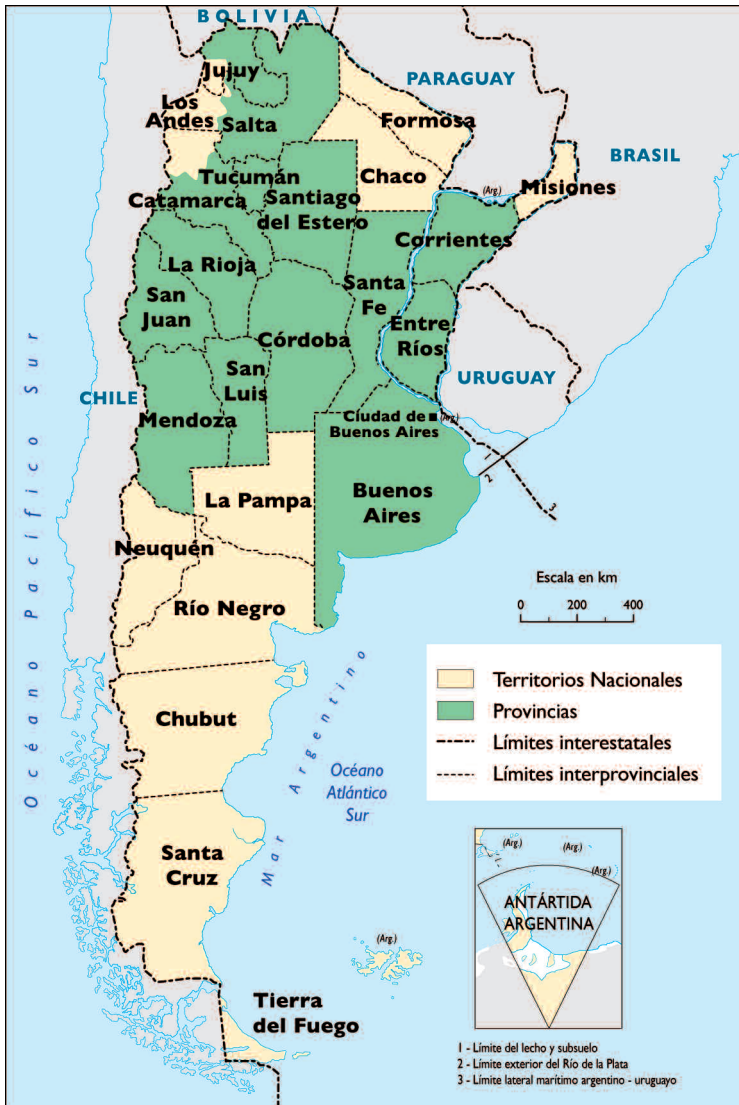 BOLIVIA
Jujuy
PARAGUAY
Los
Andes
Salta
Formosa
BRASIL
Tucumán
Chaco
(Arg.)
Misiones
Catamarca
Santiago
del Estero
Corrientes
La Rioja
San
Juan
Santa
Fe
Córdoba
Entre
Ríos
San
Luis
URUGUAY
CHILE
Mendoza
Ciudad de
Buenos Aires
(Arg.)
1
2
3
La Pampa
Buenos
Aires
Neuquén
Río Negro
Océano Pacífico Sur
Escala en km
0 200 400
Territorios Nacionales
Provincias
Límites interestatales
Límites interprovinciales
Chubut
Mar Argentino
Océano
Atlántico
Sur
Santa
Cruz
(Arg.)
(Arg.)
(Arg.)
ANTÁRTIDA
ARGENTINA
(Arg.)
Tierra
del Fuego
1 - Límite del lecho y subsuelo
2 - Límite exterior del Río de la Plata
3 - Límite lateral marítimo argentino - uruguayo